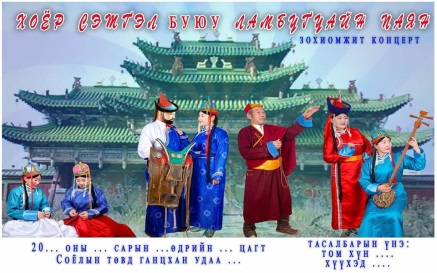 ХОЁР СЭТГЭЛ БУЮУ ЛАМБУГУАЙН ПАЯН
ЗОХИОМЖИТ КОНЦЕРТ
20... ОНЫ ... САРЫН ...ӨДРИЙН ... ЦАГТ
СОЁЛЫН ТӨВД ГАНЦХАН УДАА ...
ТАСАЛБАРЫН ҮНЭ:
ТОМ ХҮН ....
ХҮҮХЭД ....